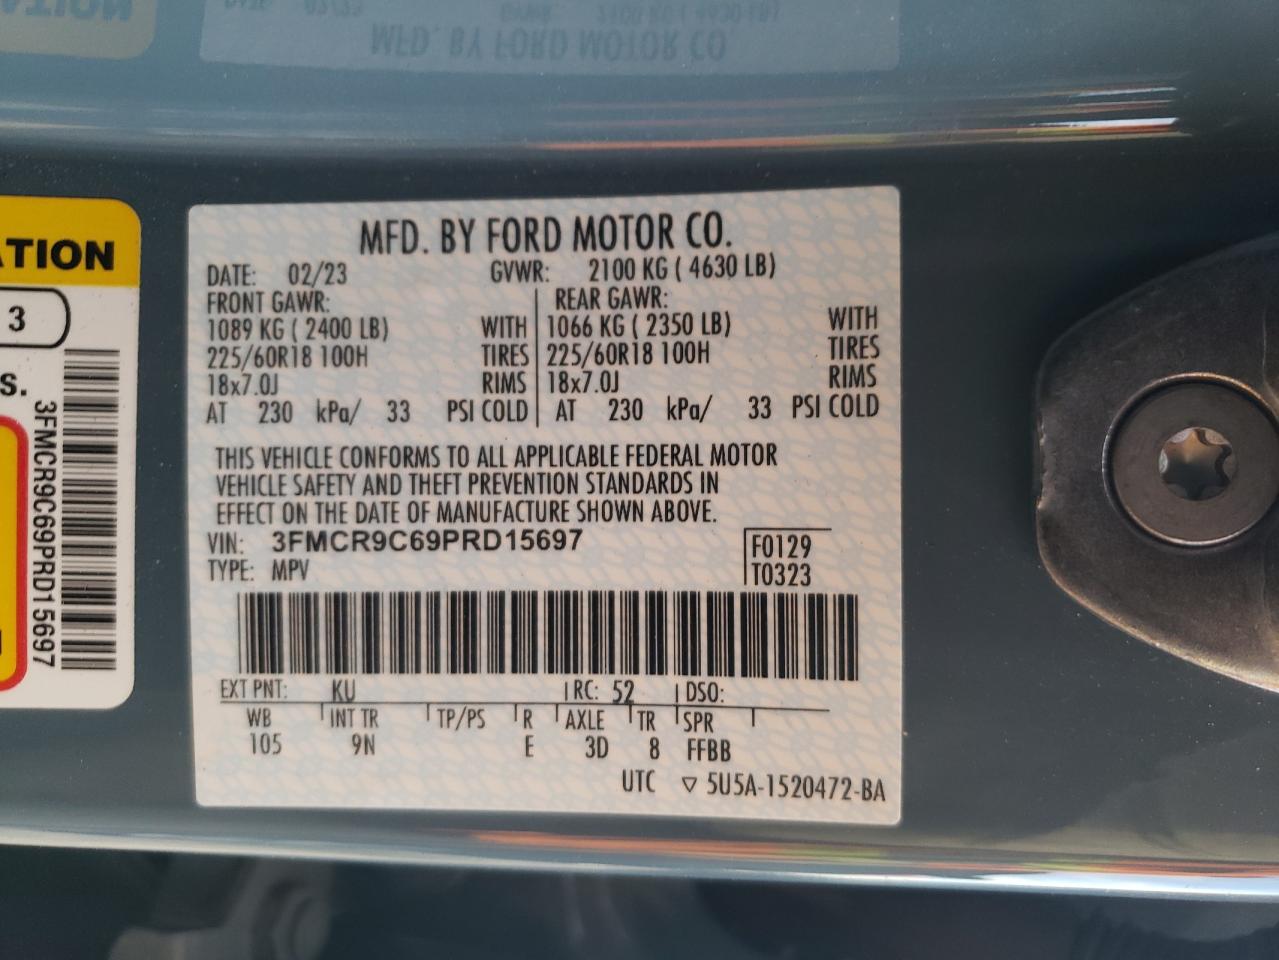 MFD. BY FORD MOTOR CO.
ATION
3
S.
3FMCR9C69PRD15697
MFD. BY FORD MOTOR CO.
DATE: 02/23 GVWR: 2100 KG ( 4630 LB)
FRONT GAWR: REAR GAWR:
1089 KG ( 2400 LB) WITH 1066 KG ( 2350 LB) WITH
225/60R18 100H TIRES 225/60R18 100H TIRES
18x7.0J RIMS 18x7.0J RIMS
AT 230 kPa/ 33 PSI COLD AT 230 kPa/ 33 PSI COLD
THIS VEHICLE CONFORMS TO ALL APPLICABLE FEDERAL MOTOR
VEHICLE SAFETY AND THEFT PREVENTION STANDARDS IN
EFFECT ON THE DATE OF MANUFACTURE SHOWN ABOVE.
VIN: 3FMCR9C69PRD15697 F0129
TYPE: MPV T0323
EXT PNT: KU RC: 52 DSO:
WB INT TR TP/PS R AXLE TR SPR
105 9N E 3D 8 FFBB
UTC ▽ 5U5A-1520472-BA